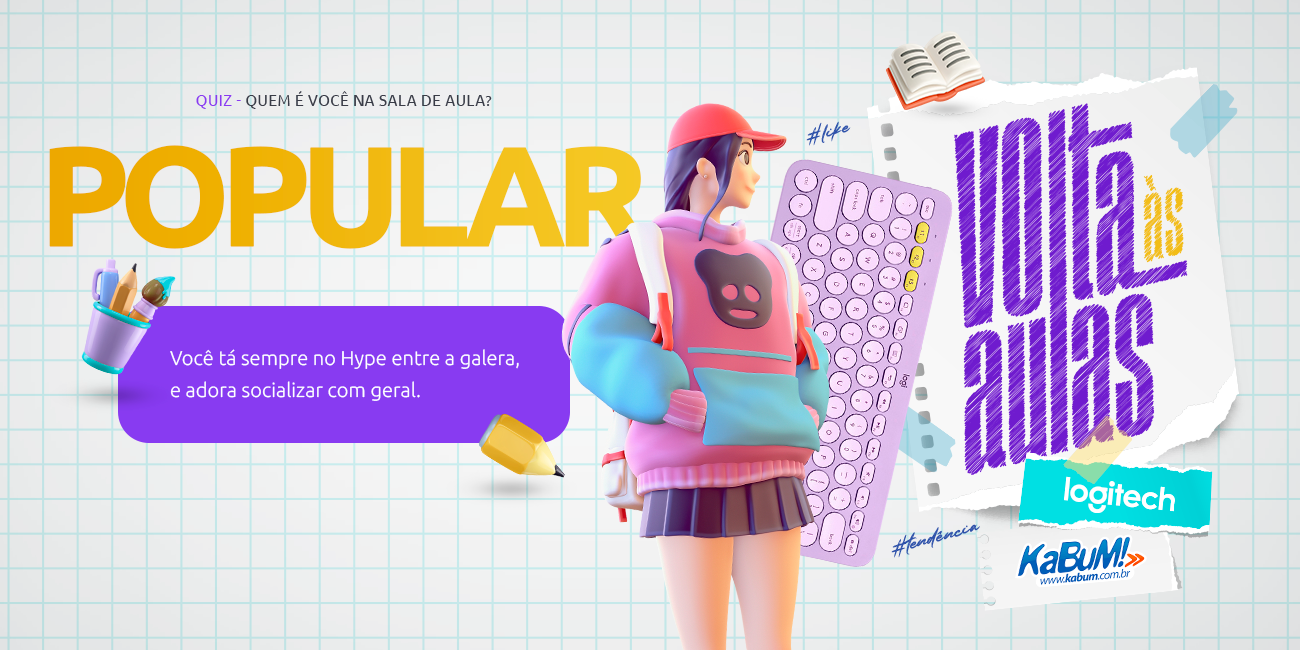 QUIZ - QUEM É VOCÊ NA SALA DE AULA?
POPULAR
Você tá sempre no Hype entre a galera,
e adora socializar com geral.
#like
#tendência
logi
volta
às
aulas
logitech
KaBuM!
www.kabum.com.br